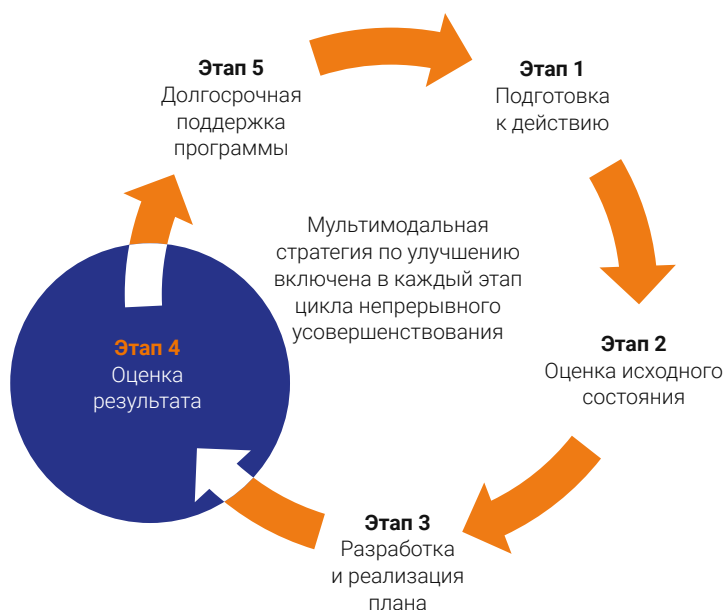 Этап 1
Подготовка
к действию
Этап 2
Оценка исходного
состояния
Этап 3
Разработка
и реализация
плана
Этап 4
Оценка
результата
Этап 5
Долгосрочная
поддержка
программы
Мультимодальная
стратегия по улучшению
включена в каждый этап
цикла непрерывного
усовершенствования